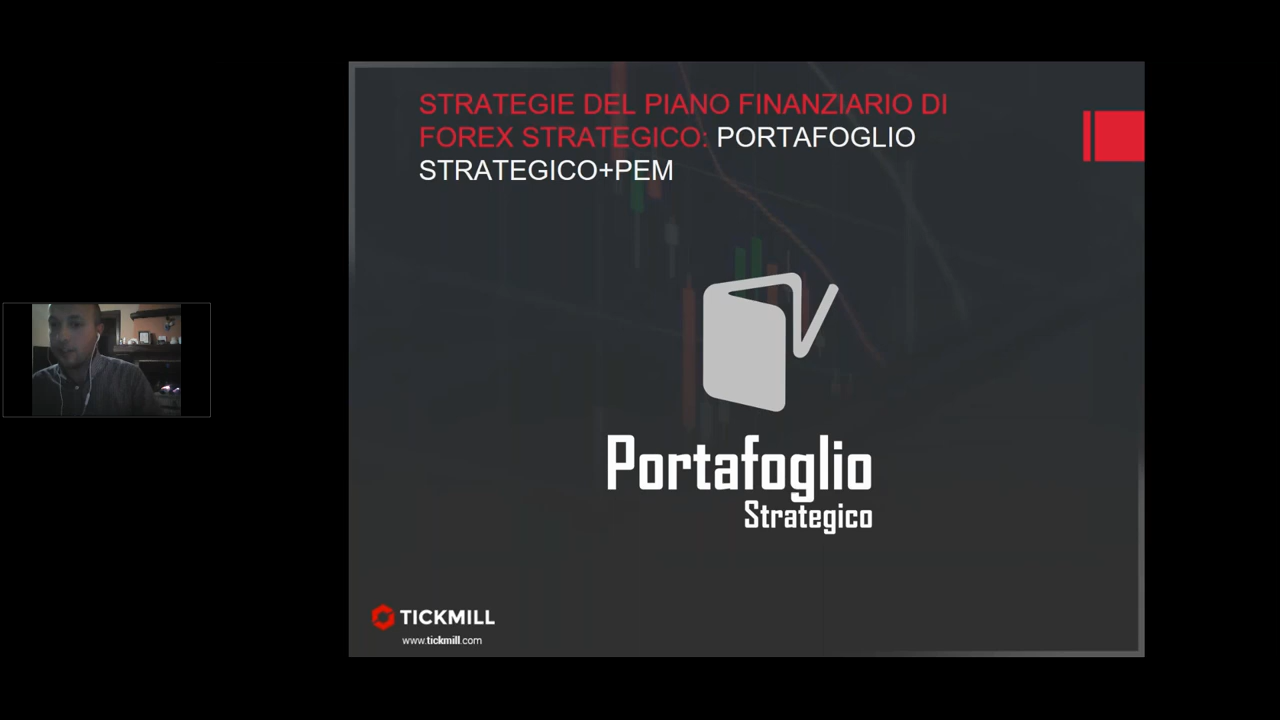 STRATEGIE DEL PIANO FINANZIARIO DI
FOREX STRATEGICO: PORTAFOGLIO
STRATEGICO+PEM
Portafoglio
Strategico
TICKMILL
www.tickmill.com